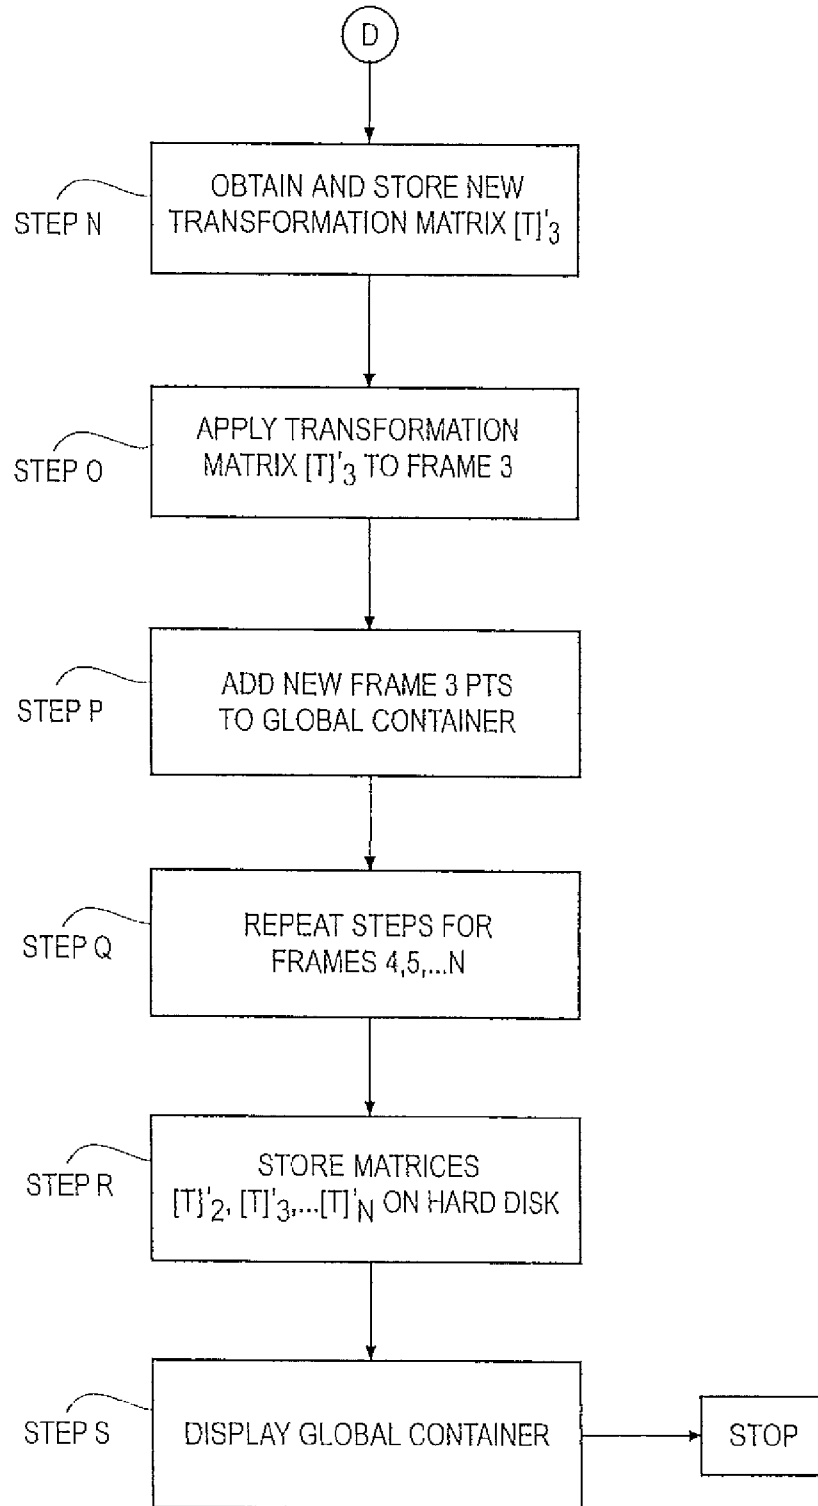 D
STEP N
OBTAIN AND STORE NEW
TRANSFORMATION MATRIX [T]'3
STEP O
APPLY TRANSFORMATION
MATRIX [T]'3 TO FRAME 3
STEP P
ADD NEW FRAME 3 PTS
TO GLOBAL CONTAINER
STEP Q
REPEAT STEPS FOR
FRAMES 4,5,...N
STEP R
STORE MATRICES
[T]'2, [T]'3,...[T]'N ON HARD DISK
STEP S
DISPLAY GLOBAL CONTAINER
STOP